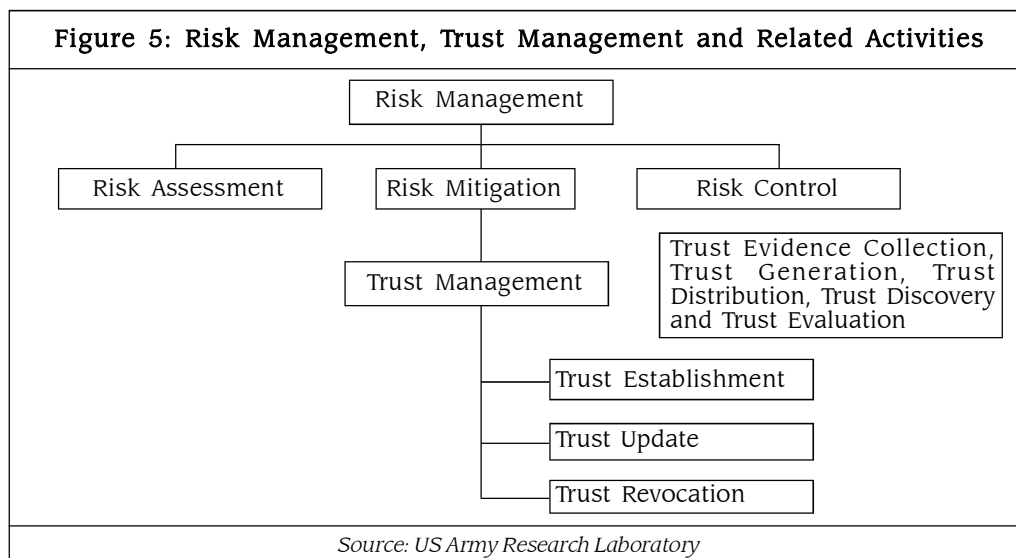 Figure 5: Risk Management, Trust Management and Related Activities
Risk Management
Risk Assessment
Risk Mitigation
Risk Control
Trust Evidence Collection,
Trust Generation, Trust
Distribution, Trust Discovery
and Trust Evaluation
Trust Management
Trust Establishment
Trust Update
Trust Revocation
Source: US Army Research Laboratory